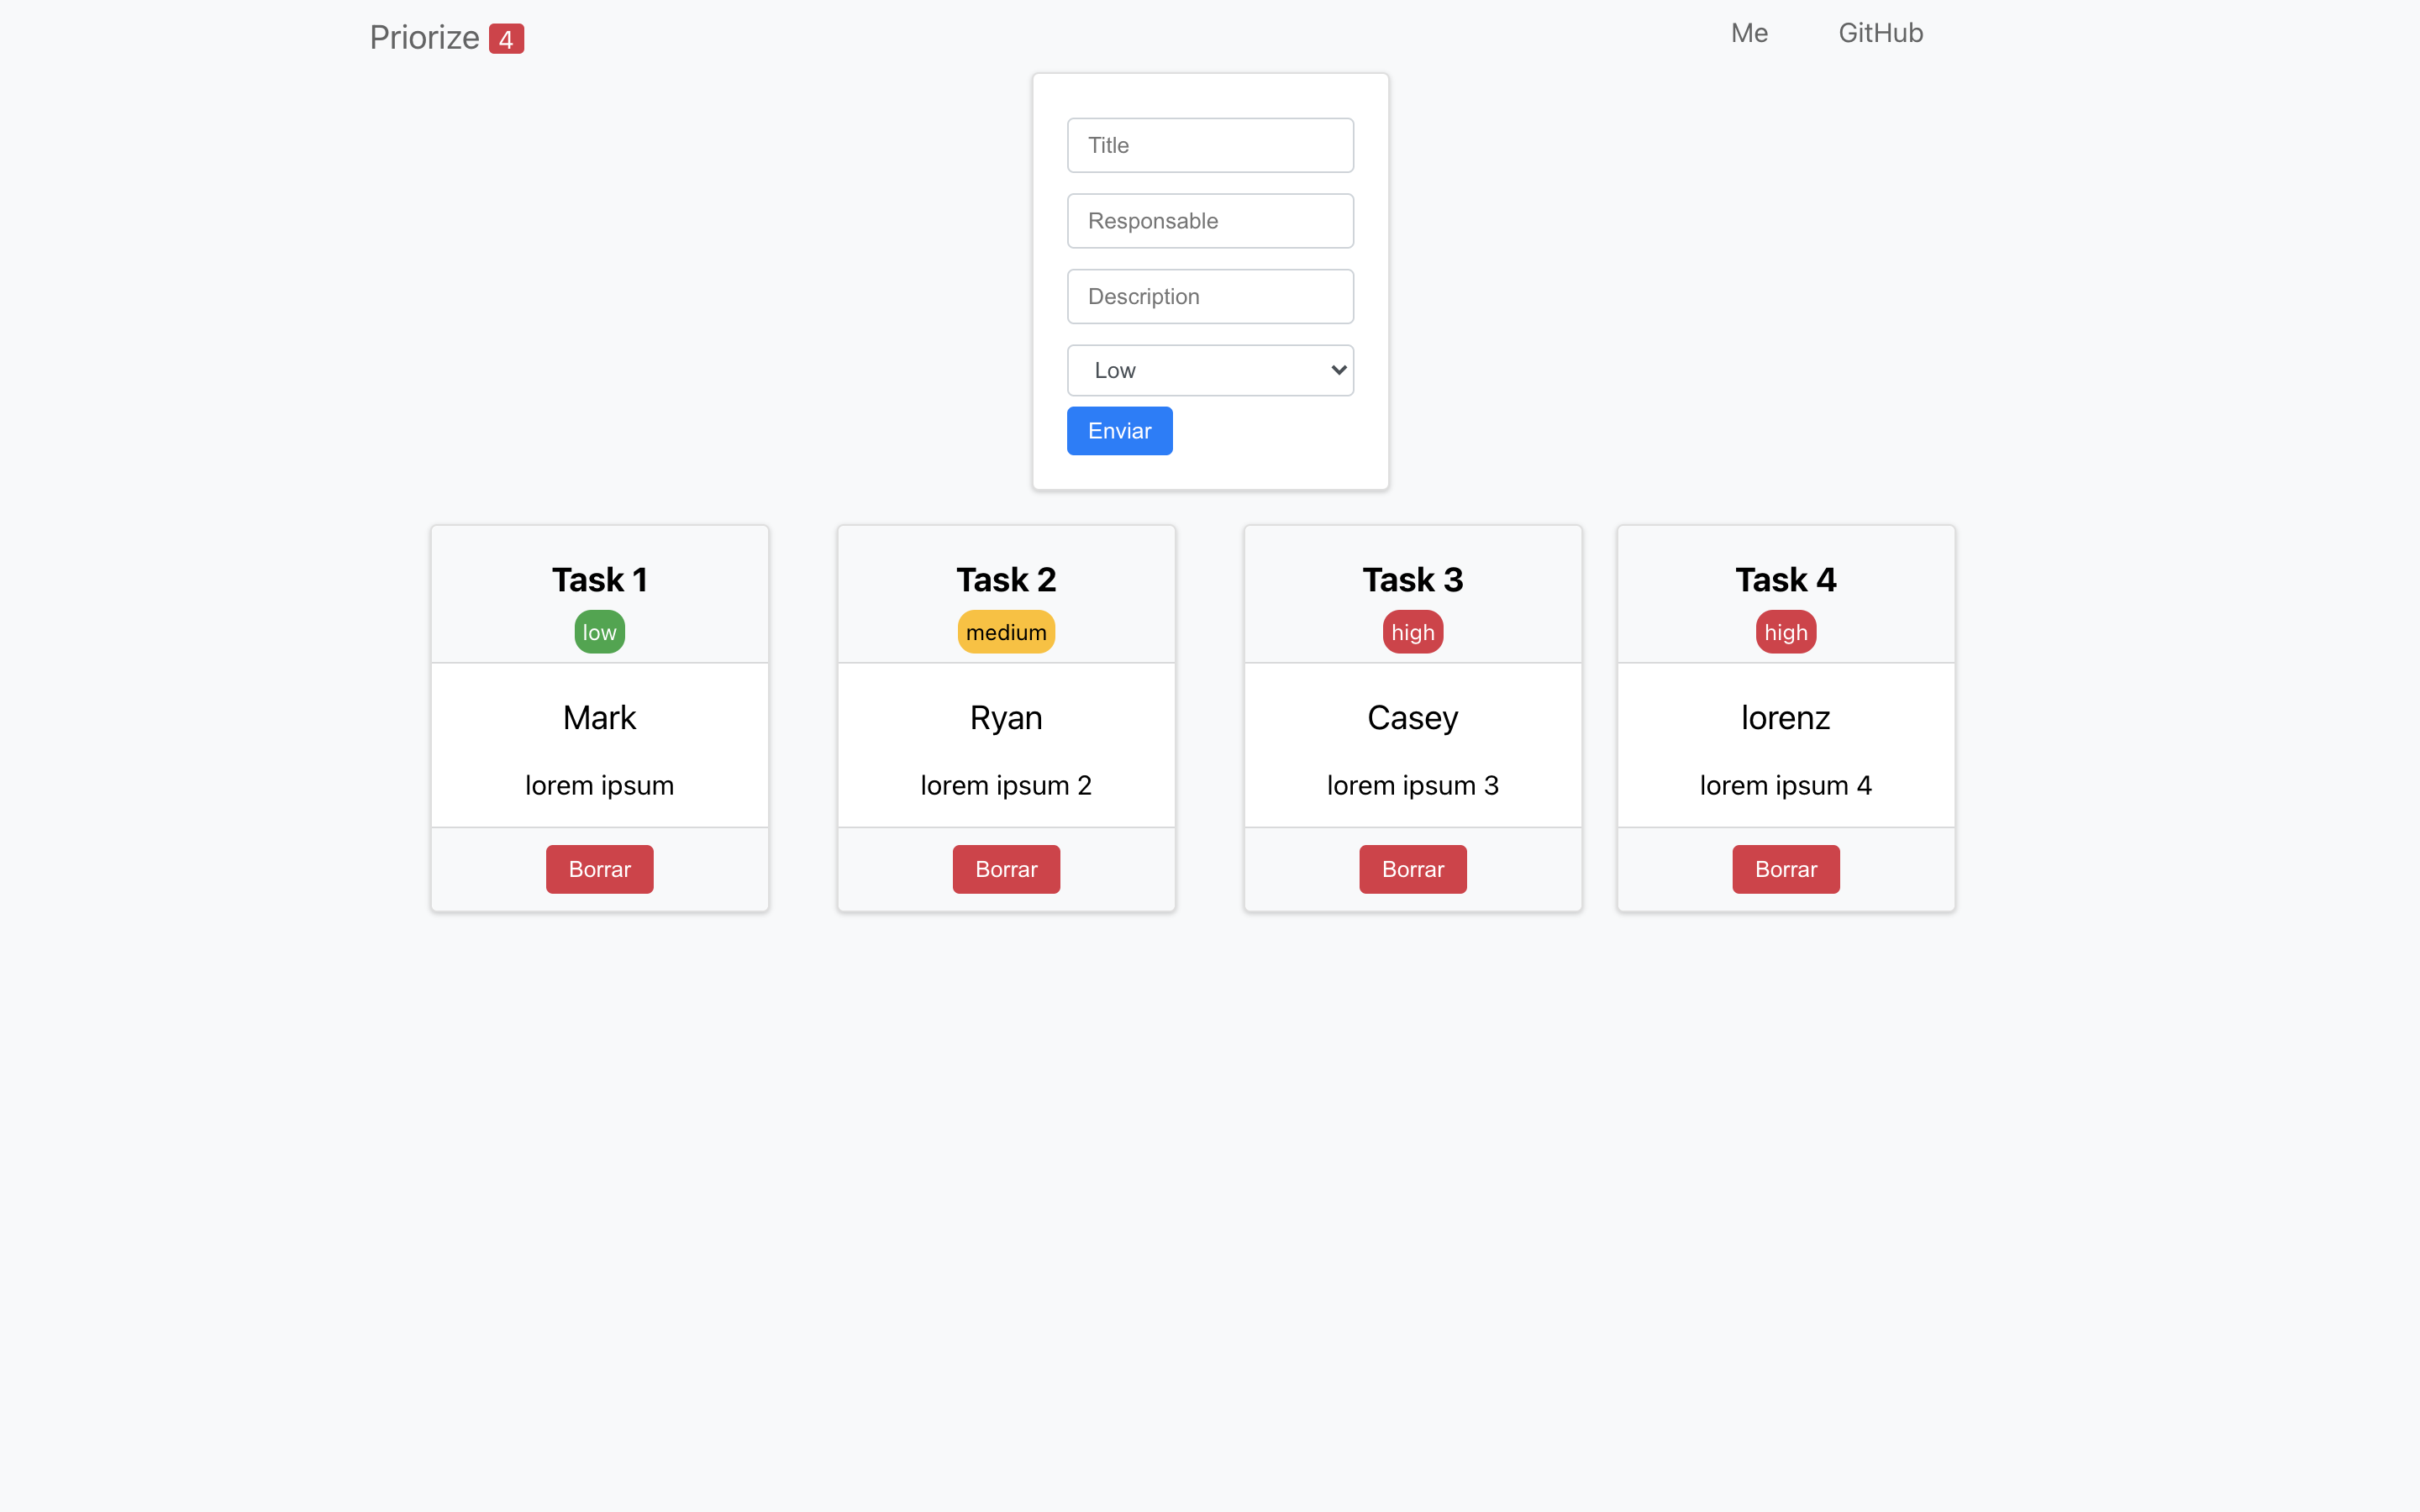 Priorize 4
Me
GitHub
Title
Responsable
Description
Low
Enviar
Task 1
low
Mark
lorem ipsum
Borrar
Task 2
medium
Ryan
lorem ipsum 2
Borrar
Task 3
high
Casey
lorem ipsum 3
Borrar
Task 4
high
lorenz
lorem ipsum 4
Borrar